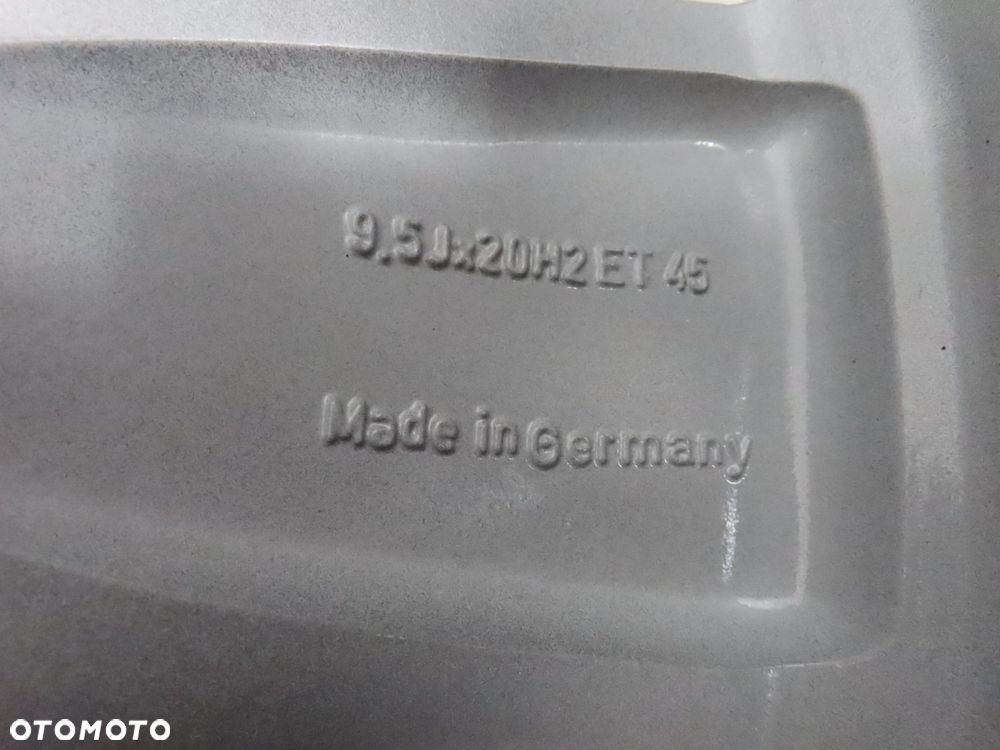 9.5Jx20H2 ET 45
Made in Germany
OTOMOTO